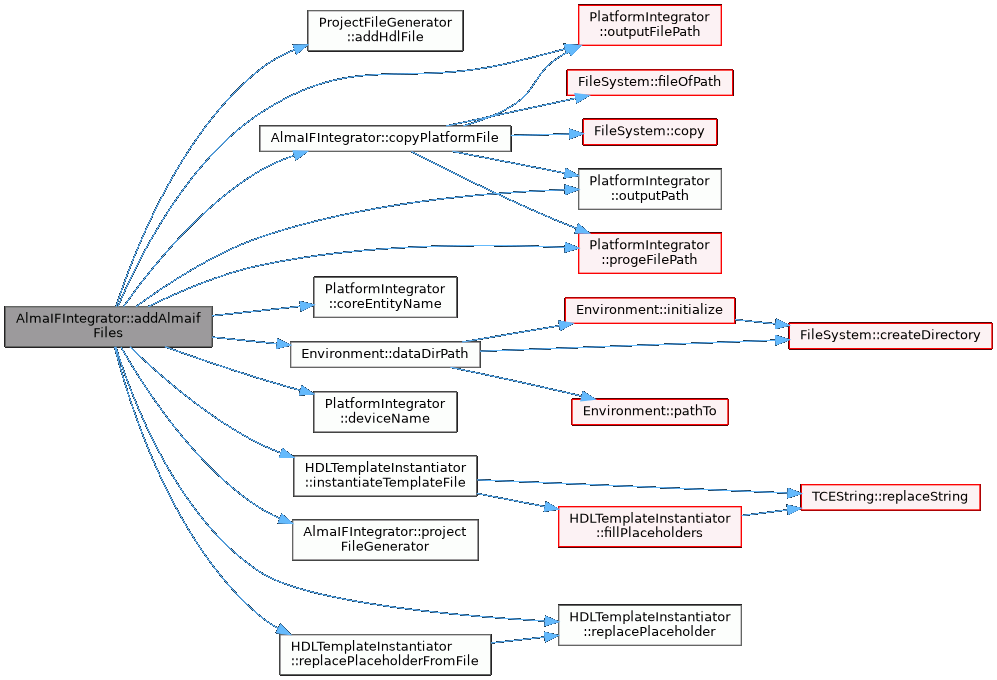 ProjectFileGenerator
::addHdlFile
PlatformIntegrator
::outputFilePath
FileSystem::fileOfPath
AlmaIFIntegrator::copyPlatformFile
FileSystem::copy
PlatformIntegrator
::outputPath
PlatformIntegrator
::progeFilePath
PlatformIntegrator
::coreEntityName
AlmaIFIntegrator::addAlmaif
Files
Environment::initialize
FileSystem::createDirectory
Environment::dataDirPath
PlatformIntegrator
::deviceName
Environment::pathTo
HDLTemplateInstantiator
::instantiateTemplateFile
TCEString::replaceString
HDLTemplateInstantiator
::fillPlaceholders
AlmaIFIntegrator::project
FileGenerator
HDLTemplateInstantiator
::replacePlaceholder
HDLTemplateInstantiator
::replacePlaceholderFromFile